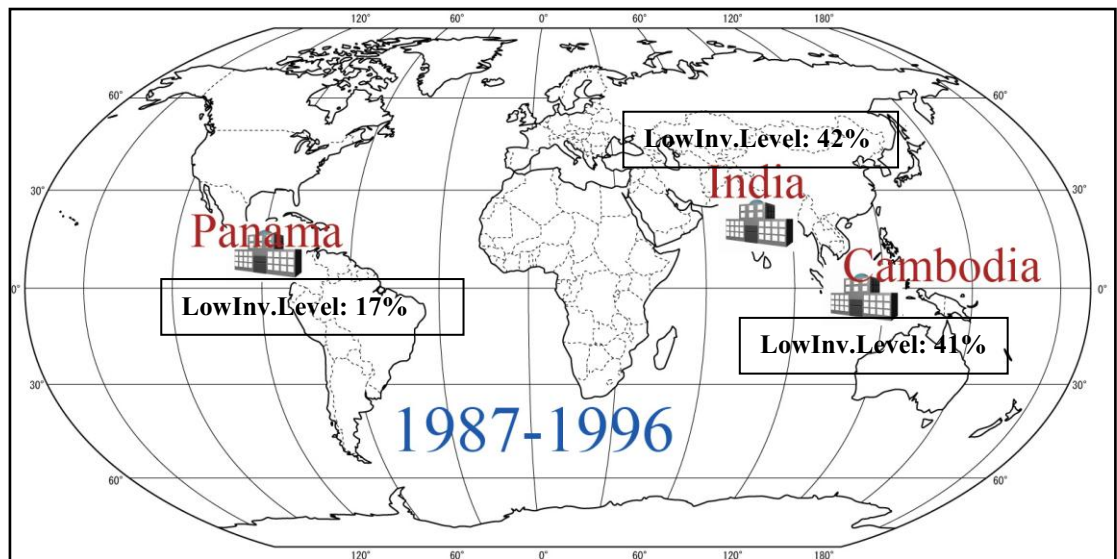 120° 60° 0° 60° 120° 180°
60° 60°
LowInv.Level: 42%
30° India 30°
Panama
Cambodia
0° 0°
LowInv.Level: 17%
LowInv.Level: 41%
30° 30°
1987-1996
60° 60°
120° 60° 0° 60° 120° 180°